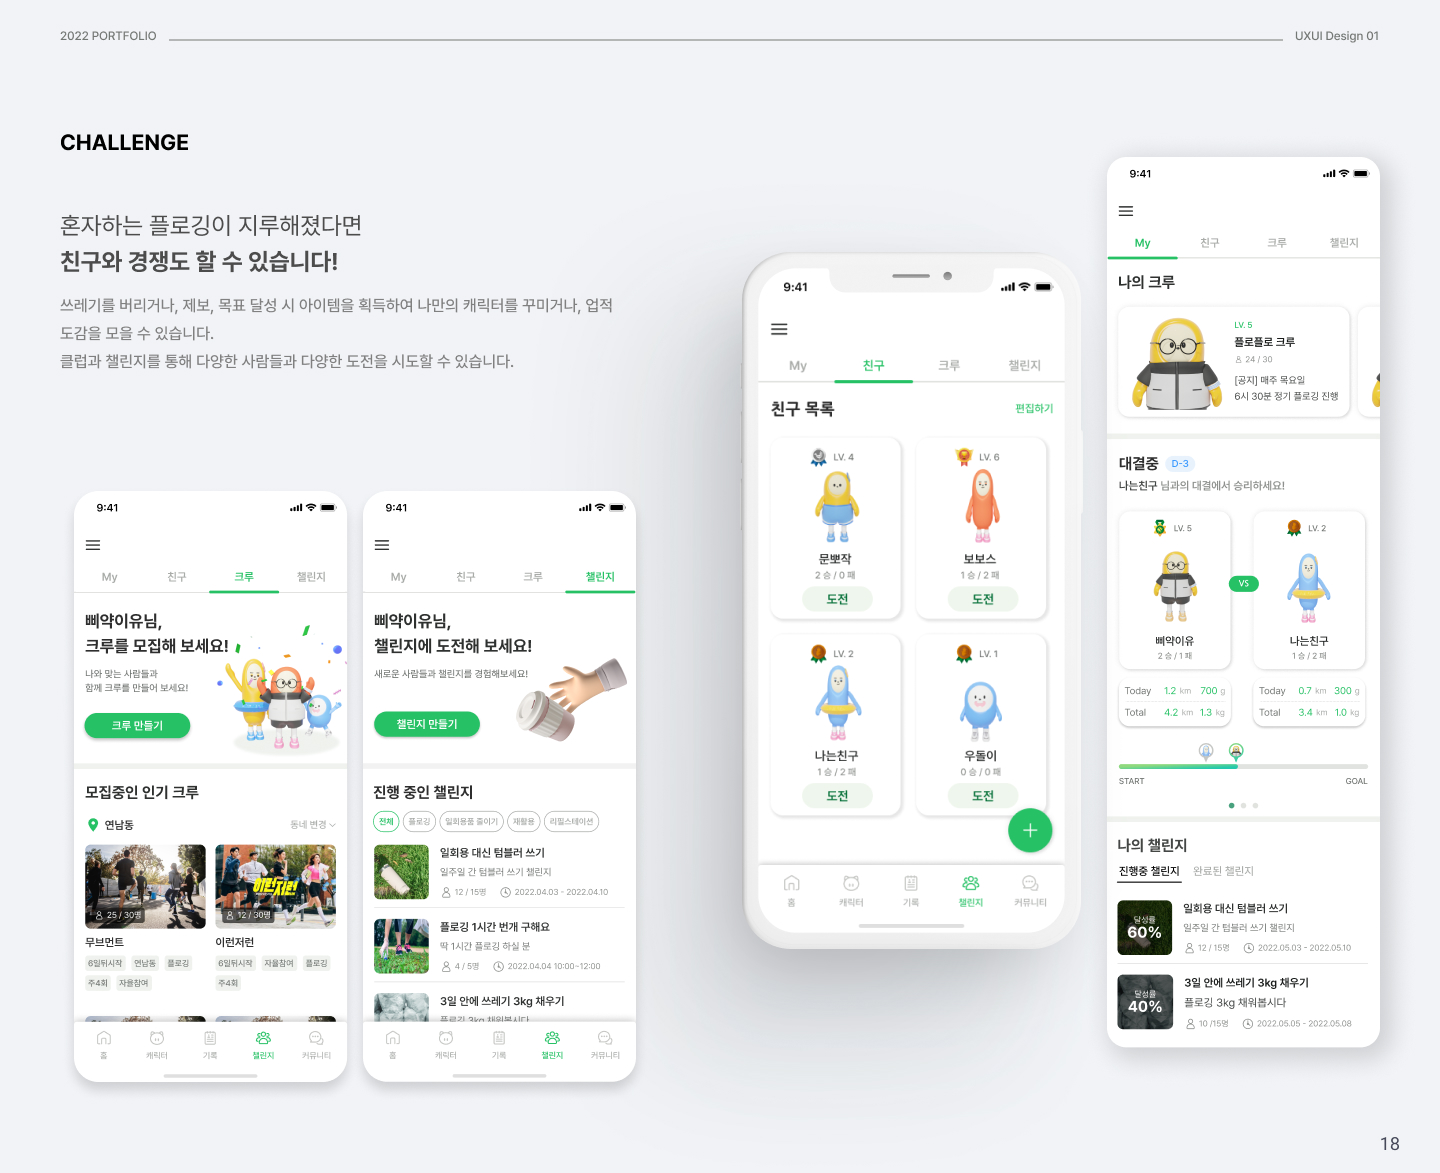 2022 PORTFOLIO
UXUI Design 01
CHALLENGE
혼자하는 플로깅이 지루해졌다면
친구와 경쟁도 할 수 있습니다!
쓰레기를 버리거나, 제보, 목표 달성 시 아이템을 획득하여 나만의 캐릭터를 꾸미거나, 업적
도감을 모을 수 있습니다.
클럽과 챌린지를 통해 다양한 사람들과 다양한 도전을 시도할 수 있습니다.
9:41
My 친구 크루 챌린지
삐약이유님,
크루를 모집해 보세요!
나와 맞는 사람들과
함께 크루를 만들어 보세요!
크루 만들기
모집중인 인기 크루
연남동
동네 변경
25 / 30명
무브먼트
6일뒤시작 연남동 플로깅
주4회 자율참여
이런저런
12 / 30명
이런저런
6일뒤시작 자율참여 플로깅
주4회
홈 캐릭터 기록 챌린지 커뮤니티
9:41
My 친구 크루 챌린지
삐약이유님,
챌린지에 도전해 보세요!
새로운 사람들과 챌린지를 경험해보세요!
챌린지 만들기
진행 중인 챌린지
전체 플로깅 일회용품 줄이기 재활용 리필스테이션
일회용 대신 텀블러 쓰기
일주일 간 텀블러 쓰기 챌린지
12 / 15명 2022.04.03 - 2022.04.10
플로깅 1시간 번개 구해요
딱 1시간 플로깅 하실 분
4 / 5명 2022.04.04 10:00~12:00
3일 안에 쓰레기 3kg 채우기
플로깅 3kg 채워봅시다
홈 캐릭터 기록 챌린지 커뮤니티
9:41
My 친구 크루 챌린지
친구 목록
편집하기
LV. 4
문뽀작
2 승 / 0 패
도전
LV. 6
보보스
1 승 / 2 패
도전
LV. 2
나는친구
1 승 / 2 패
도전
LV. 1
우돌이
0 승 / 0 패
도전
홈 캐릭터 기록 챌린지 커뮤니티
9:41
My 친구 크루 챌린지
나의 크루
LV. 5
플로플로 크루
24 / 30
[공지] 매주 목요일
6시 30분 정기 플로깅 진행
대결중 D-3
나는친구 님과의 대결에서 승리하세요!
LV. 5
삐약이유
2 승 / 1 패
VS
LV. 2
나는친구
1 승 / 2 패
Today 1.2 km 700 g
Total 4.2 km 1.3 kg
Today 0.7 km 300 g
Total 3.4 km 1.0 kg
START
GOAL
나의 챌린지
진행중 챌린지 완료된 챌린지
달성률
60%
일회용 대신 텀블러 쓰기
일주일 간 텀블러 쓰기 챌린지
12 / 15명 2022.05.03 - 2022.05.10
달성률
40%
3일 안에 쓰레기 3kg 채우기
플로깅 3kg 채워봅시다
10 /15명 2022.05.05 - 2022.05.08
18